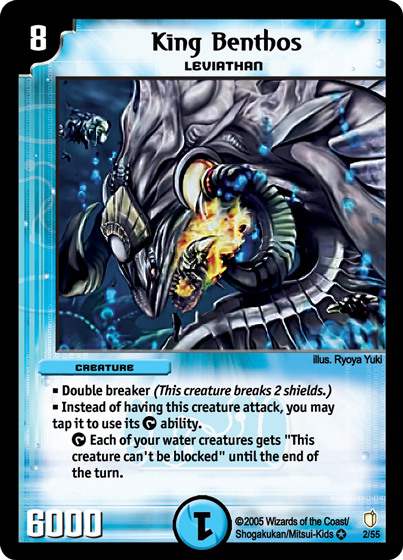 8 King Benthos
LEVIATHAN
illus. Ryoya Yuki
CREATURE
▪ Double breaker (This creature breaks 2 shields.)
▪ Instead of having this creature attack, you may
tap it to use its ability.
Each of your water creatures gets "This
creature can't be blocked" until the end of
the turn.
6000
1
©2005 Wizards of the Coast/
Shogakukan/Mitsui-Kids ✪ 2/55